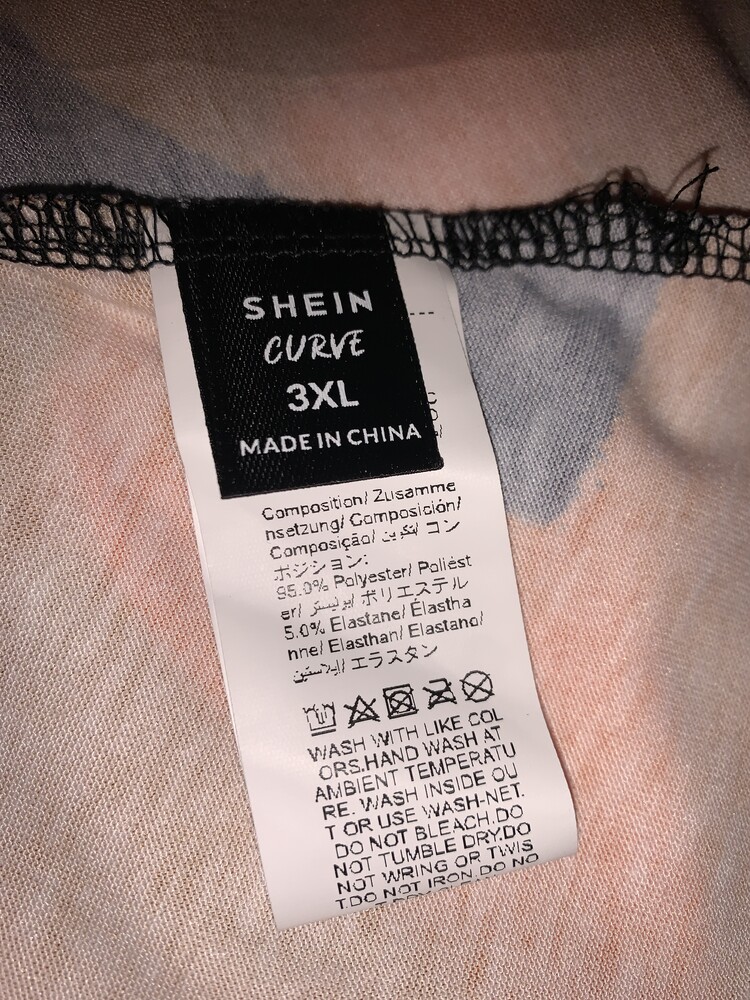 SHEIN
CURVE
3XL
MADE IN CHINA
Composition/ Zusamme
nsetzung/ Composición/
Composição/ تكوين/ コン
ポジション:
95.0% Polyester/ Poliést
er/ بوليستر/ ポリエステル
5.0% Elastane/ Élastha
nne/ Elasthan/ Elastano/
إيلاستين/ エラスタン
WASH WITH LIKE COL
ORS.HAND WASH AT
AMBIENT TEMPERATU
RE. WASH INSIDE OU
T OR USE WASH-NET.
DO NOT BLEACH.DO
NOT TUMBLE DRY.DO
NOT WRING OR TWIS
T.DO NOT IRON.DO NO